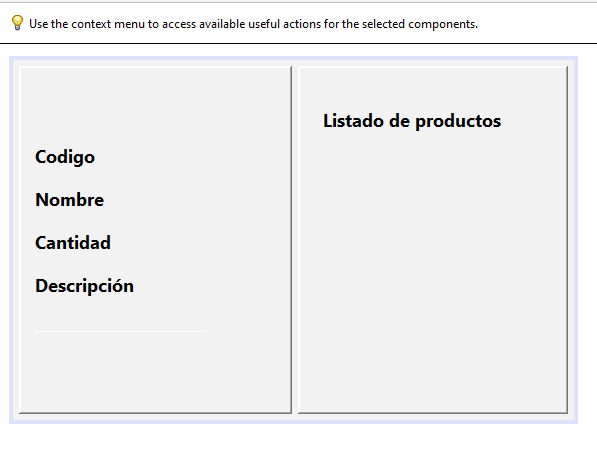 Use the context menu to access available useful actions for the selected components.
Codigo
Nombre
Cantidad
Descripción
Listado de productos